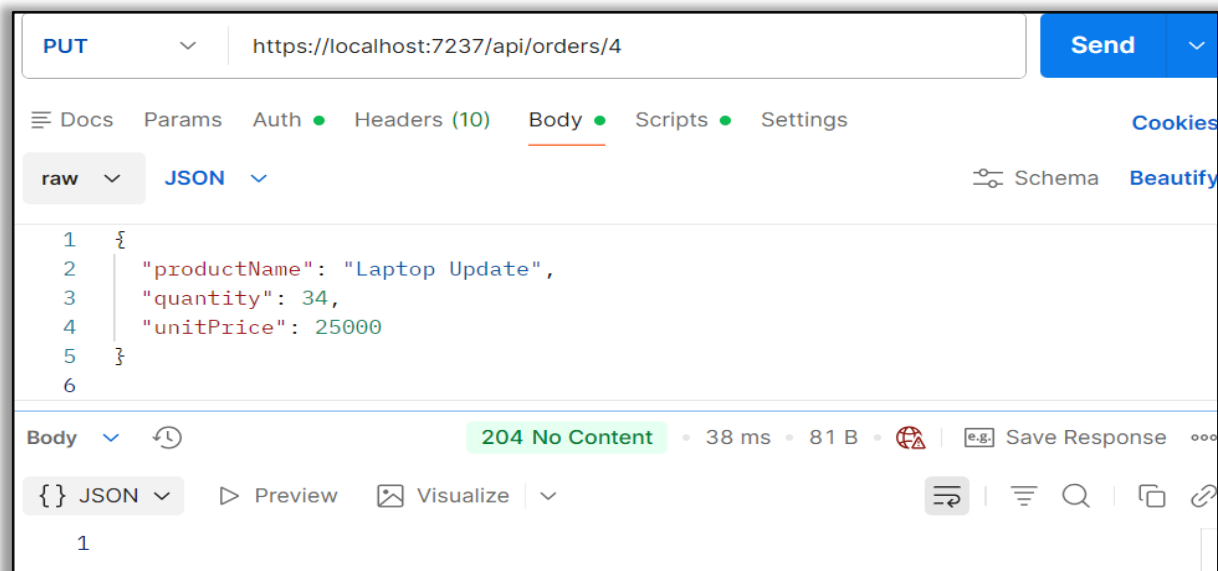 PUT https://localhost:7237/api/orders/4 Send
Docs Params Auth Headers (10) Body Scripts Settings Cookies
raw JSON Schema Beautify
1 {
2 "productName": "Laptop Update",
3 "quantity": 34,
4 "unitPrice": 25000
5 }
6
Body 204 No Content • 38 ms • 81 B • e.g. Save Response
{} JSON Preview Visualize
1